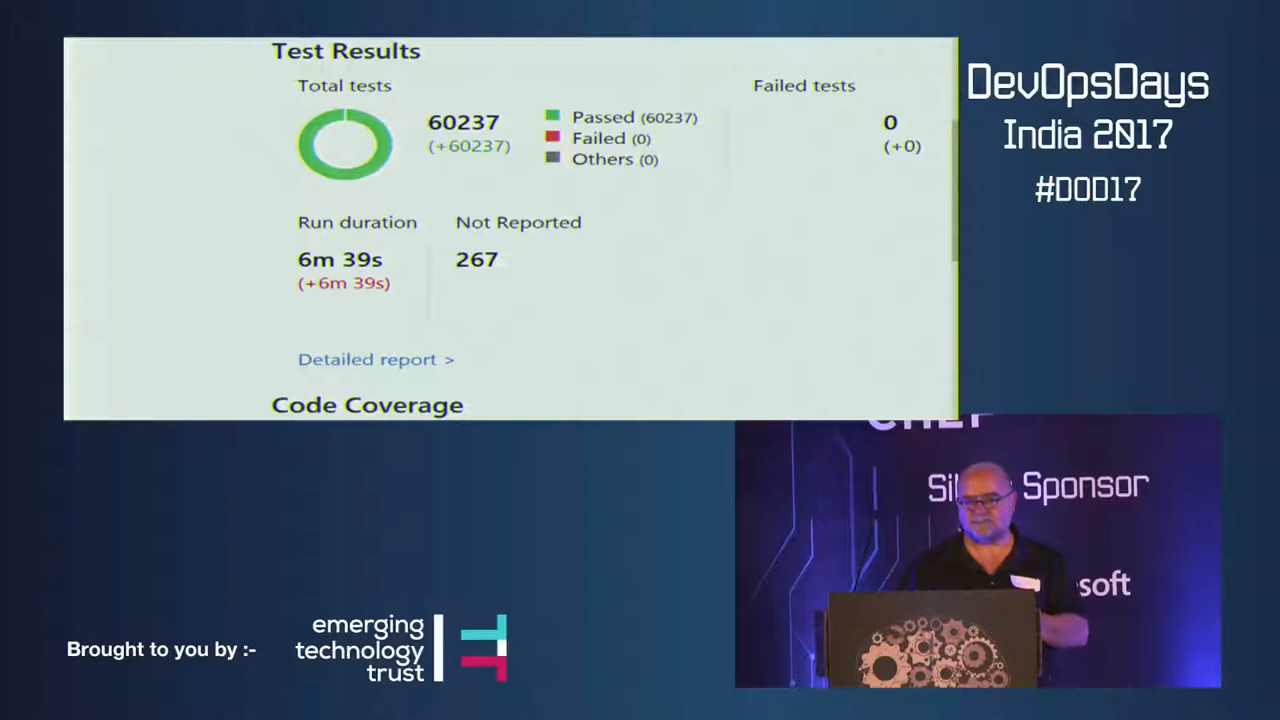 Test Results
Total tests
60237
(+60237)
Passed (60237)
Failed (0)
Others (0)
Failed tests
0
(+0)
Run duration
6m 39s
(+6m 39s)
Not Reported
267
Detailed report >
Code Coverage
DevOpsDays
India 2017
#DOD17
Sponsor
Brought to you by :-
emerging
technology
trust